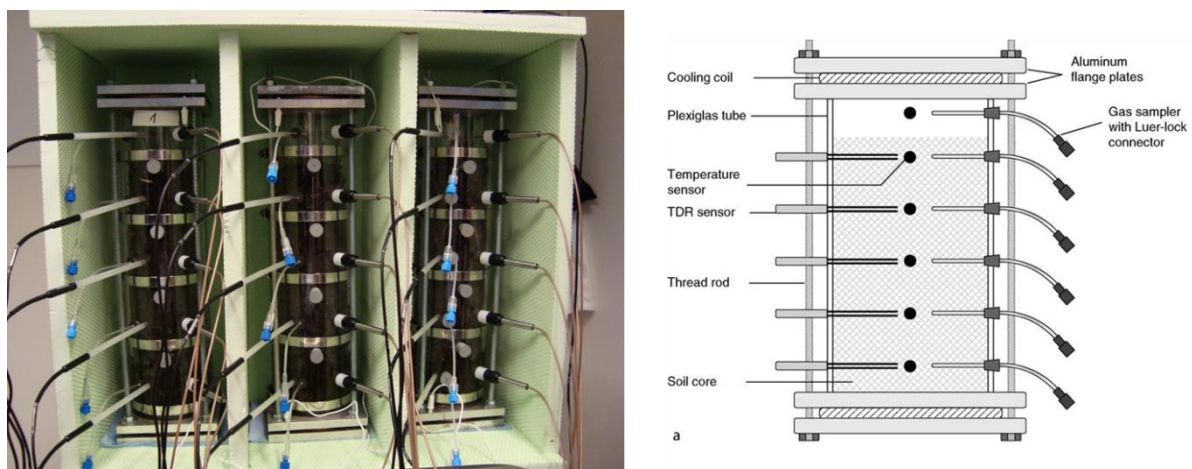 1
Cooling coil
Plexiglas tube
Temperature
sensor
TDR sensor
Thread rod
Soil core
a
Aluminum
flange plates
Gas sampler
with Luer-lock
connector